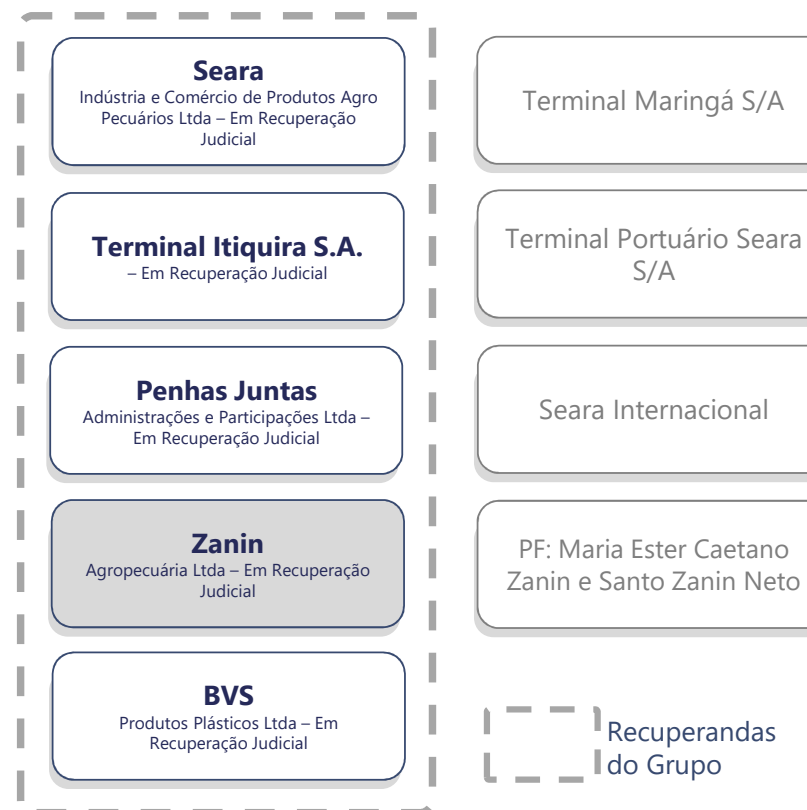 Seara
Indústria e Comércio de Produtos Agro
Pecuários Ltda – Em Recuperação
Judicial
Terminal Itiquira S.A.
– Em Recuperação Judicial
Penhas Juntas
Administrações e Participações Ltda –
Em Recuperação Judicial
Zanin
Agropecuária Ltda – Em Recuperação
Judicial
BVS
Produtos Plásticos Ltda – Em
Recuperação Judicial
Terminal Maringá S/A
Terminal Portuário Seara
S/A
Seara Internacional
PF: Maria Ester Caetano
Zanin e Santo Zanin Neto
Recuperandas
do Grupo